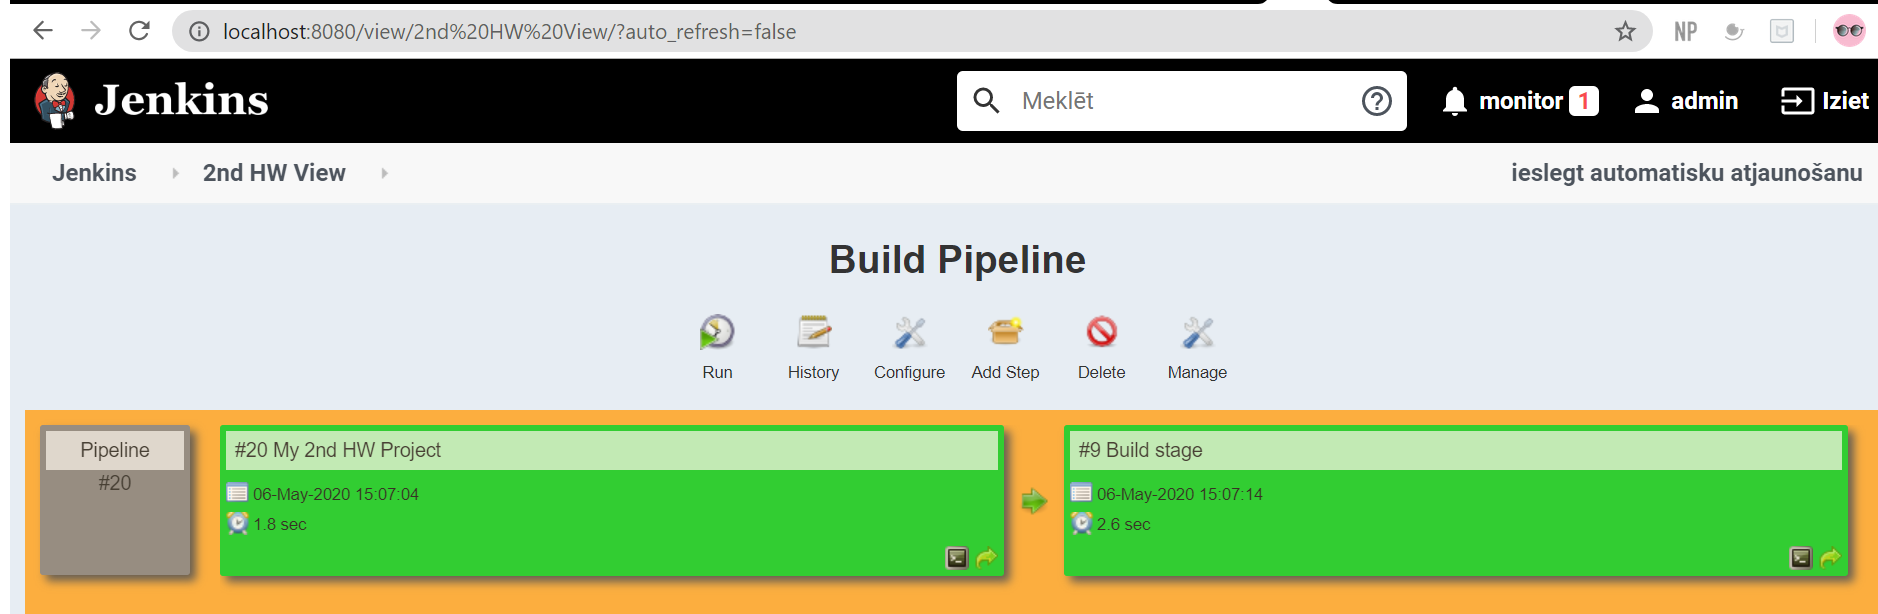 localhost:8080/view/2nd%20HW%20View/?auto_refresh=false
NP
Jenkins
Meklēt
monitor 1
admin
Iziet
Jenkins
2nd HW View
ieslegt automatisku atjaunošanu
Build Pipeline
Run
History
Configure
Add Step
Delete
Manage
Pipeline
#20
#20 My 2nd HW Project
06-May-2020 15:07:04
1.8 sec
#9 Build stage
06-May-2020 15:07:14
2.6 sec